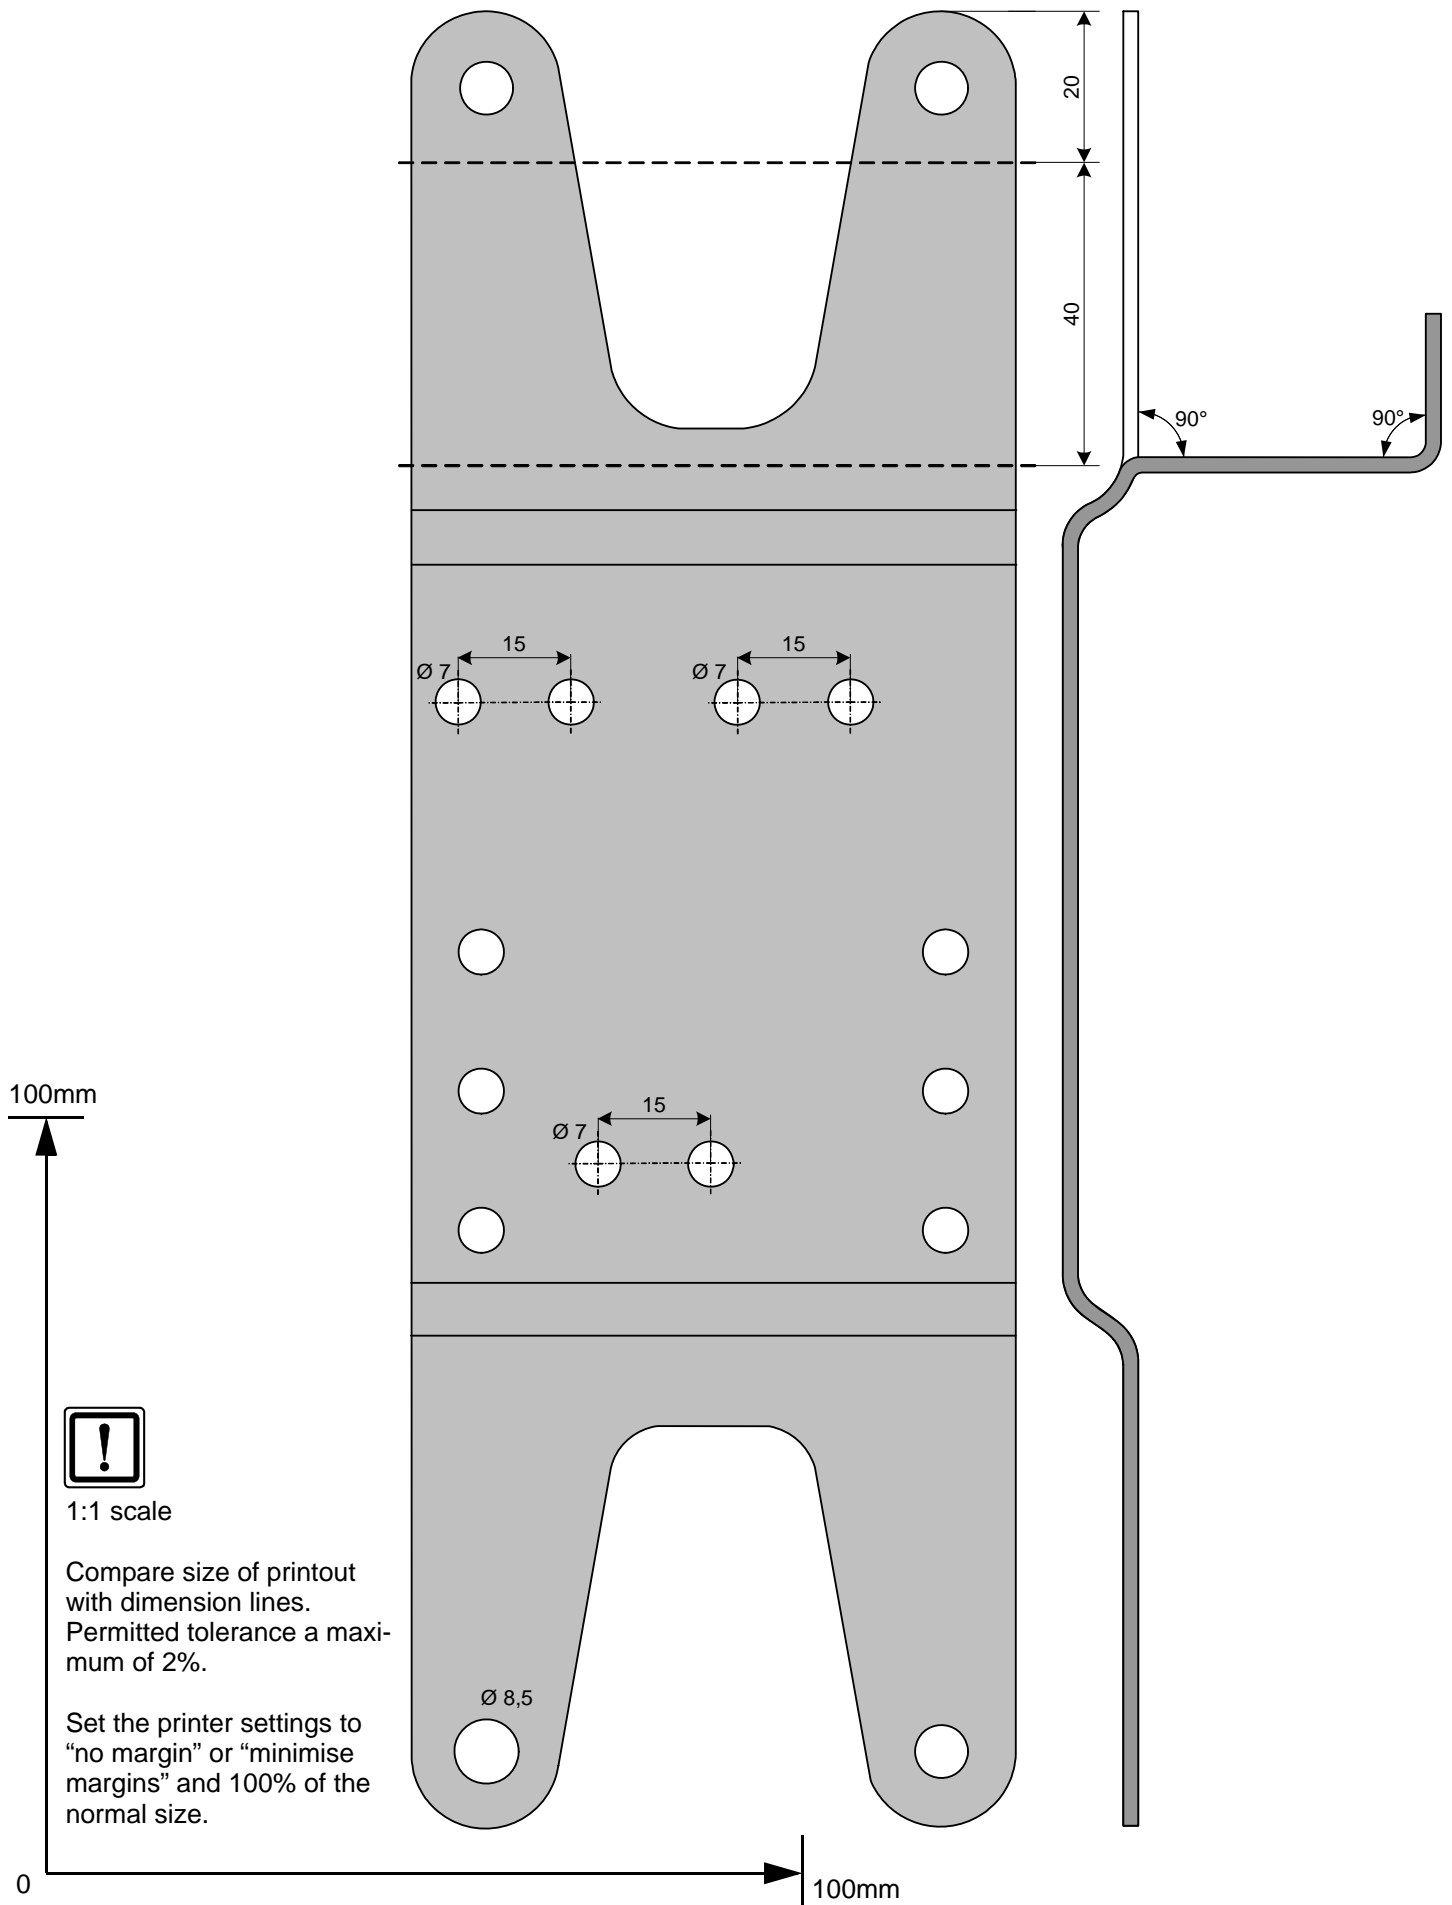 20
40
90°
90°
15
15
Ø 7
Ø 7
100mm
15
Ø 7
1:1 scale
Compare size of printout
with dimension lines.
Permitted tolerance a maxi-
mum of 2%.
Ø 8,5
Set the printer settings to
“no margin” or “minimise
margins” and 100% of the
normal size.
0
100mm